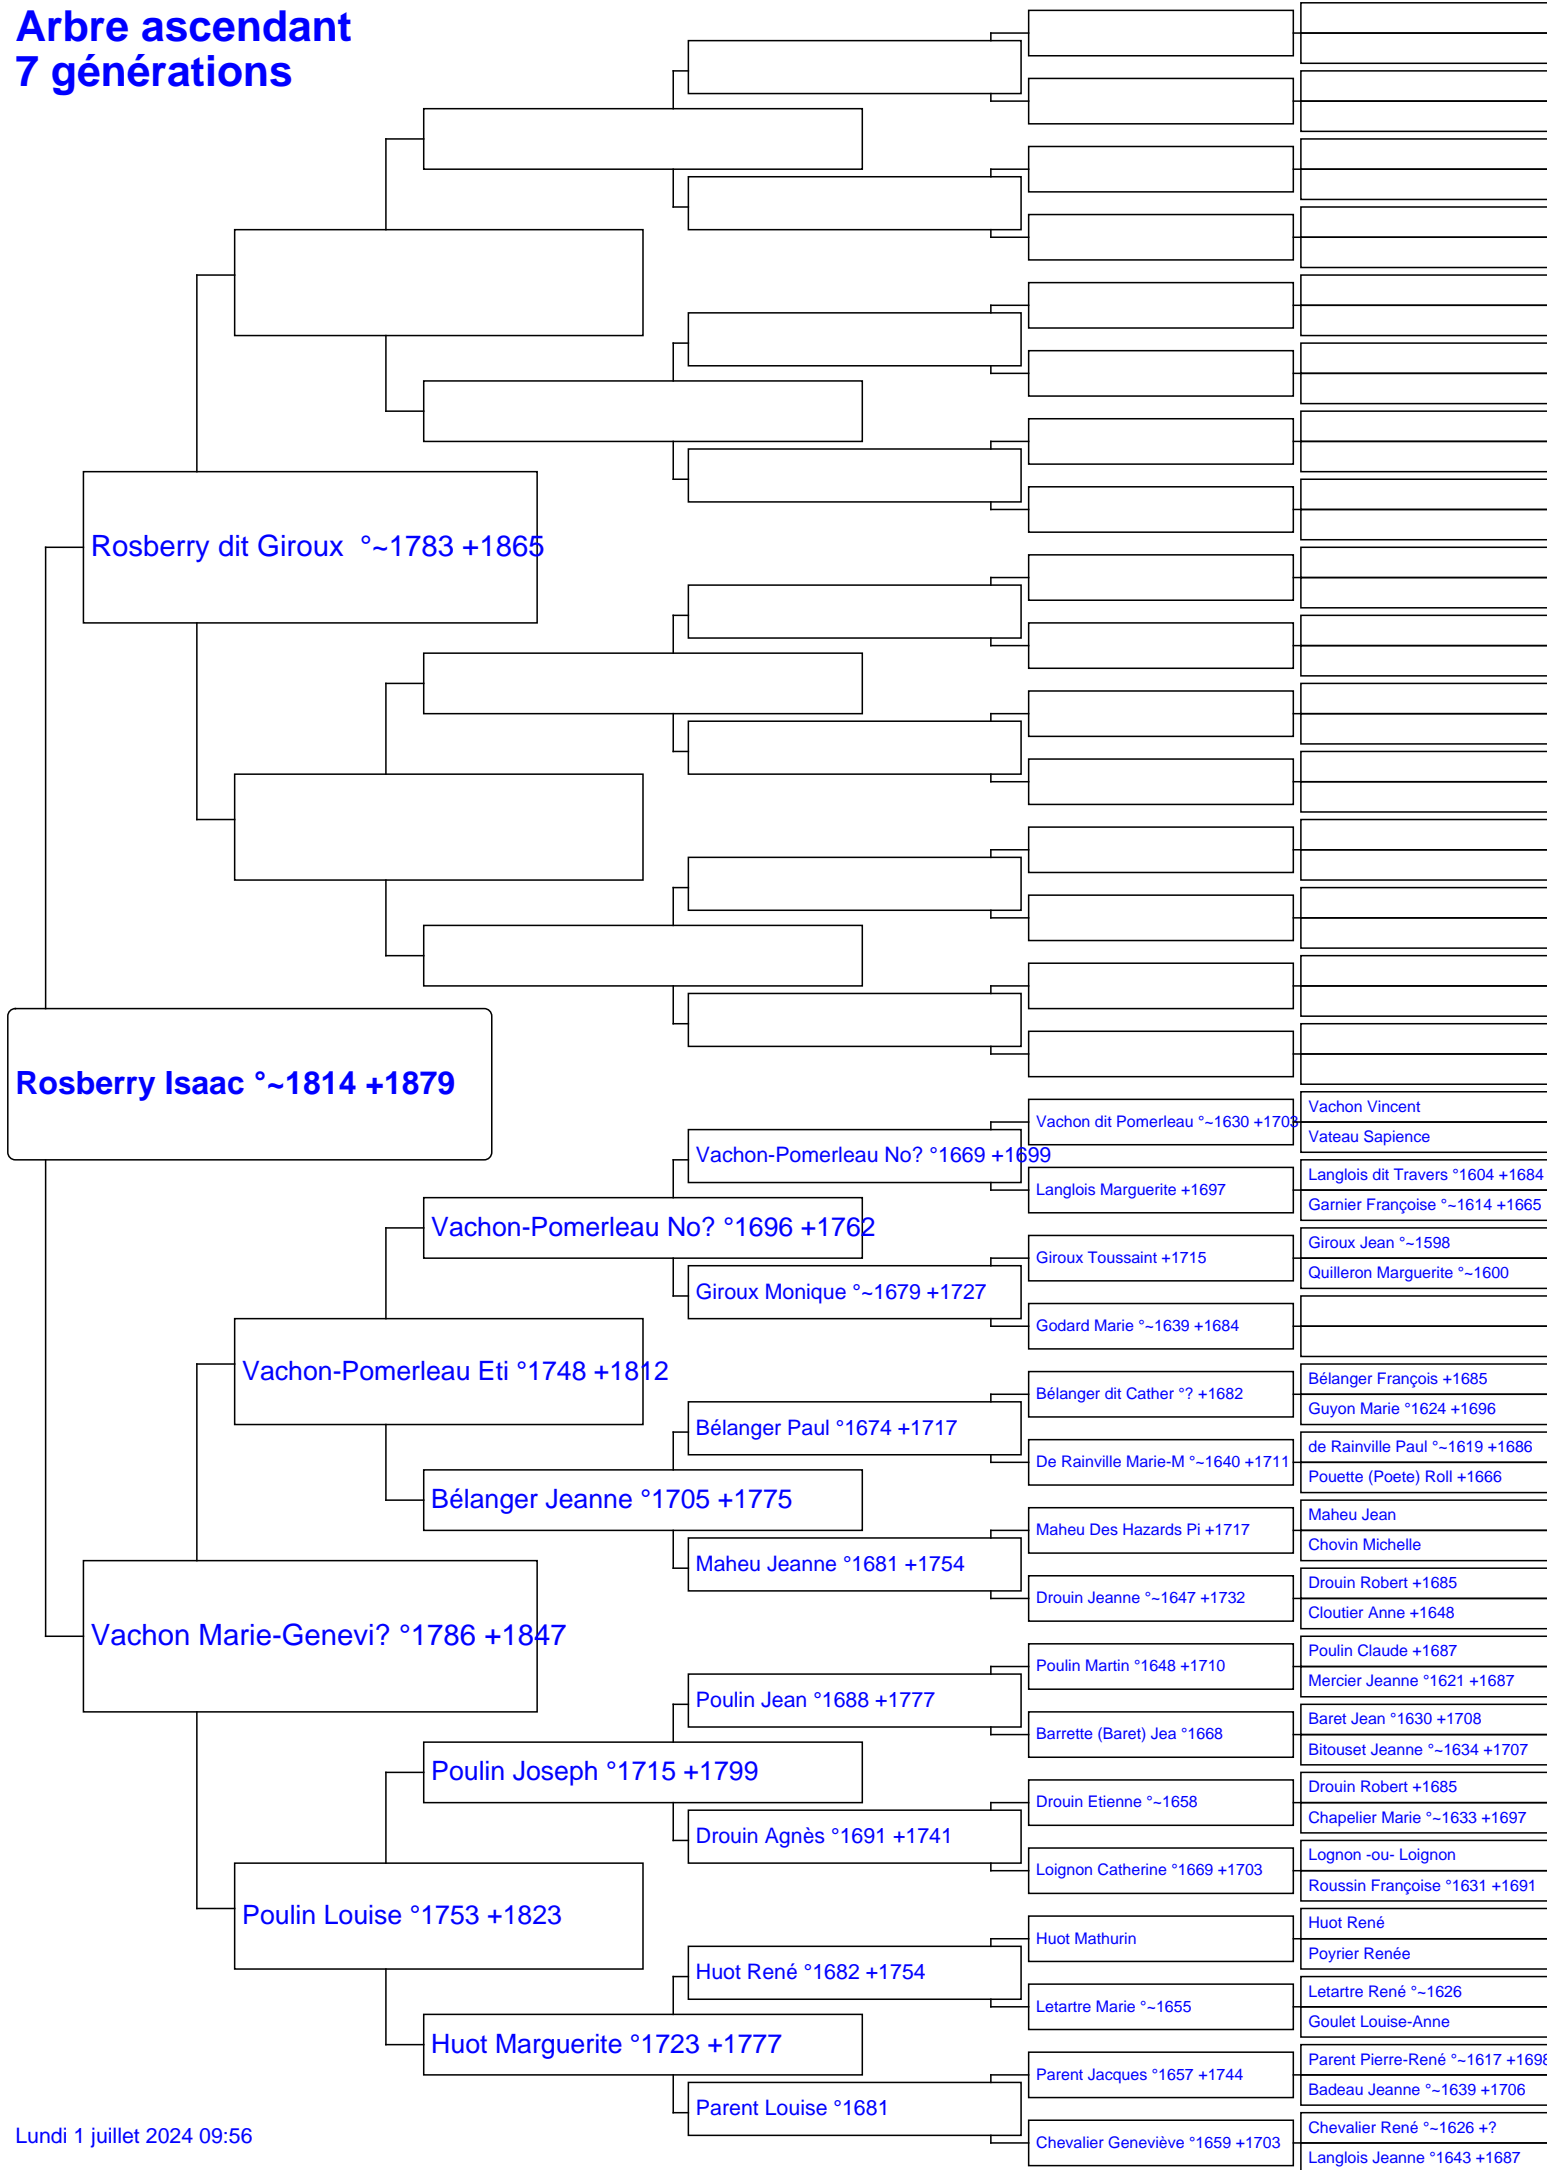 Arbre ascendant
7 générations
Rosberry dit Giroux °~1783 +1865
Rosberry Isaac °~1814 +1879
Vachon dit Pomerleau °~1630 +1703
Vachon Vincent
Vateau Sapience
Vachon-Pomerleau No? °1669 +1699
Langlois Marguerite +1697
Langlois dit Travers °1604 +1684
Garnier Françoise °~1614 +1665
Vachon-Pomerleau No? °1696 +1762
Giroux Toussaint +1715
Giroux Jean °~1598
Quilleron Marguerite °~1600
Giroux Monique °~1679 +1727
Godard Marie °~1639 +1684
Vachon-Pomerleau Eti °1748 +1812
Bélanger dit Cather °? +1682
Bélanger François +1685
Guyon Marie °1624 +1696
Bélanger Paul °1674 +1717
De Rainville Marie-M °~1640 +1711
de Rainville Paul °~1619 +1686
Pouette (Poete) Roll +1666
Bélanger Jeanne °1705 +1775
Maheu Des Hazards Pi +1717
Maheu Jean
Chovin Michelle
Maheu Jeanne °1681 +1754
Drouin Jeanne °~1647 +1732
Drouin Robert +1685
Cloutier Anne +1648
Vachon Marie-Genevi? °1786 +1847
Poulin Martin °1648 +1710
Poulin Claude +1687
Mercier Jeanne °1621 +1687
Poulin Jean °1688 +1777
Barrette (Baret) Jea °1668
Baret Jean °1630 +1708
Bitouset Jeanne °~1634 +1707
Poulin Joseph °1715 +1799
Drouin Etienne °~1658
Drouin Robert +1685
Chapelier Marie °~1633 +1697
Drouin Agnès °1691 +1741
Loignon Catherine °1669 +1703
Lognon -ou- Loignon
Roussin Françoise °1631 +1691
Poulin Louise °1753 +1823
Huot Mathurin
Huot René
Poyrier Renée
Huot René °1682 +1754
Letartre Marie °~1655
Letartre René °~1626
Goulet Louise-Anne
Huot Marguerite °1723 +1777
Parent Jacques °1657 +1744
Parent Pierre-René °~1617 +1698
Badeau Jeanne °~1639 +1706
Parent Louise °1681
Chevalier Geneviève °1659 +1703
Chevalier René °~1626 +?
Langlois Jeanne °1643 +1687
Lundi 1 juillet 2024 09:56